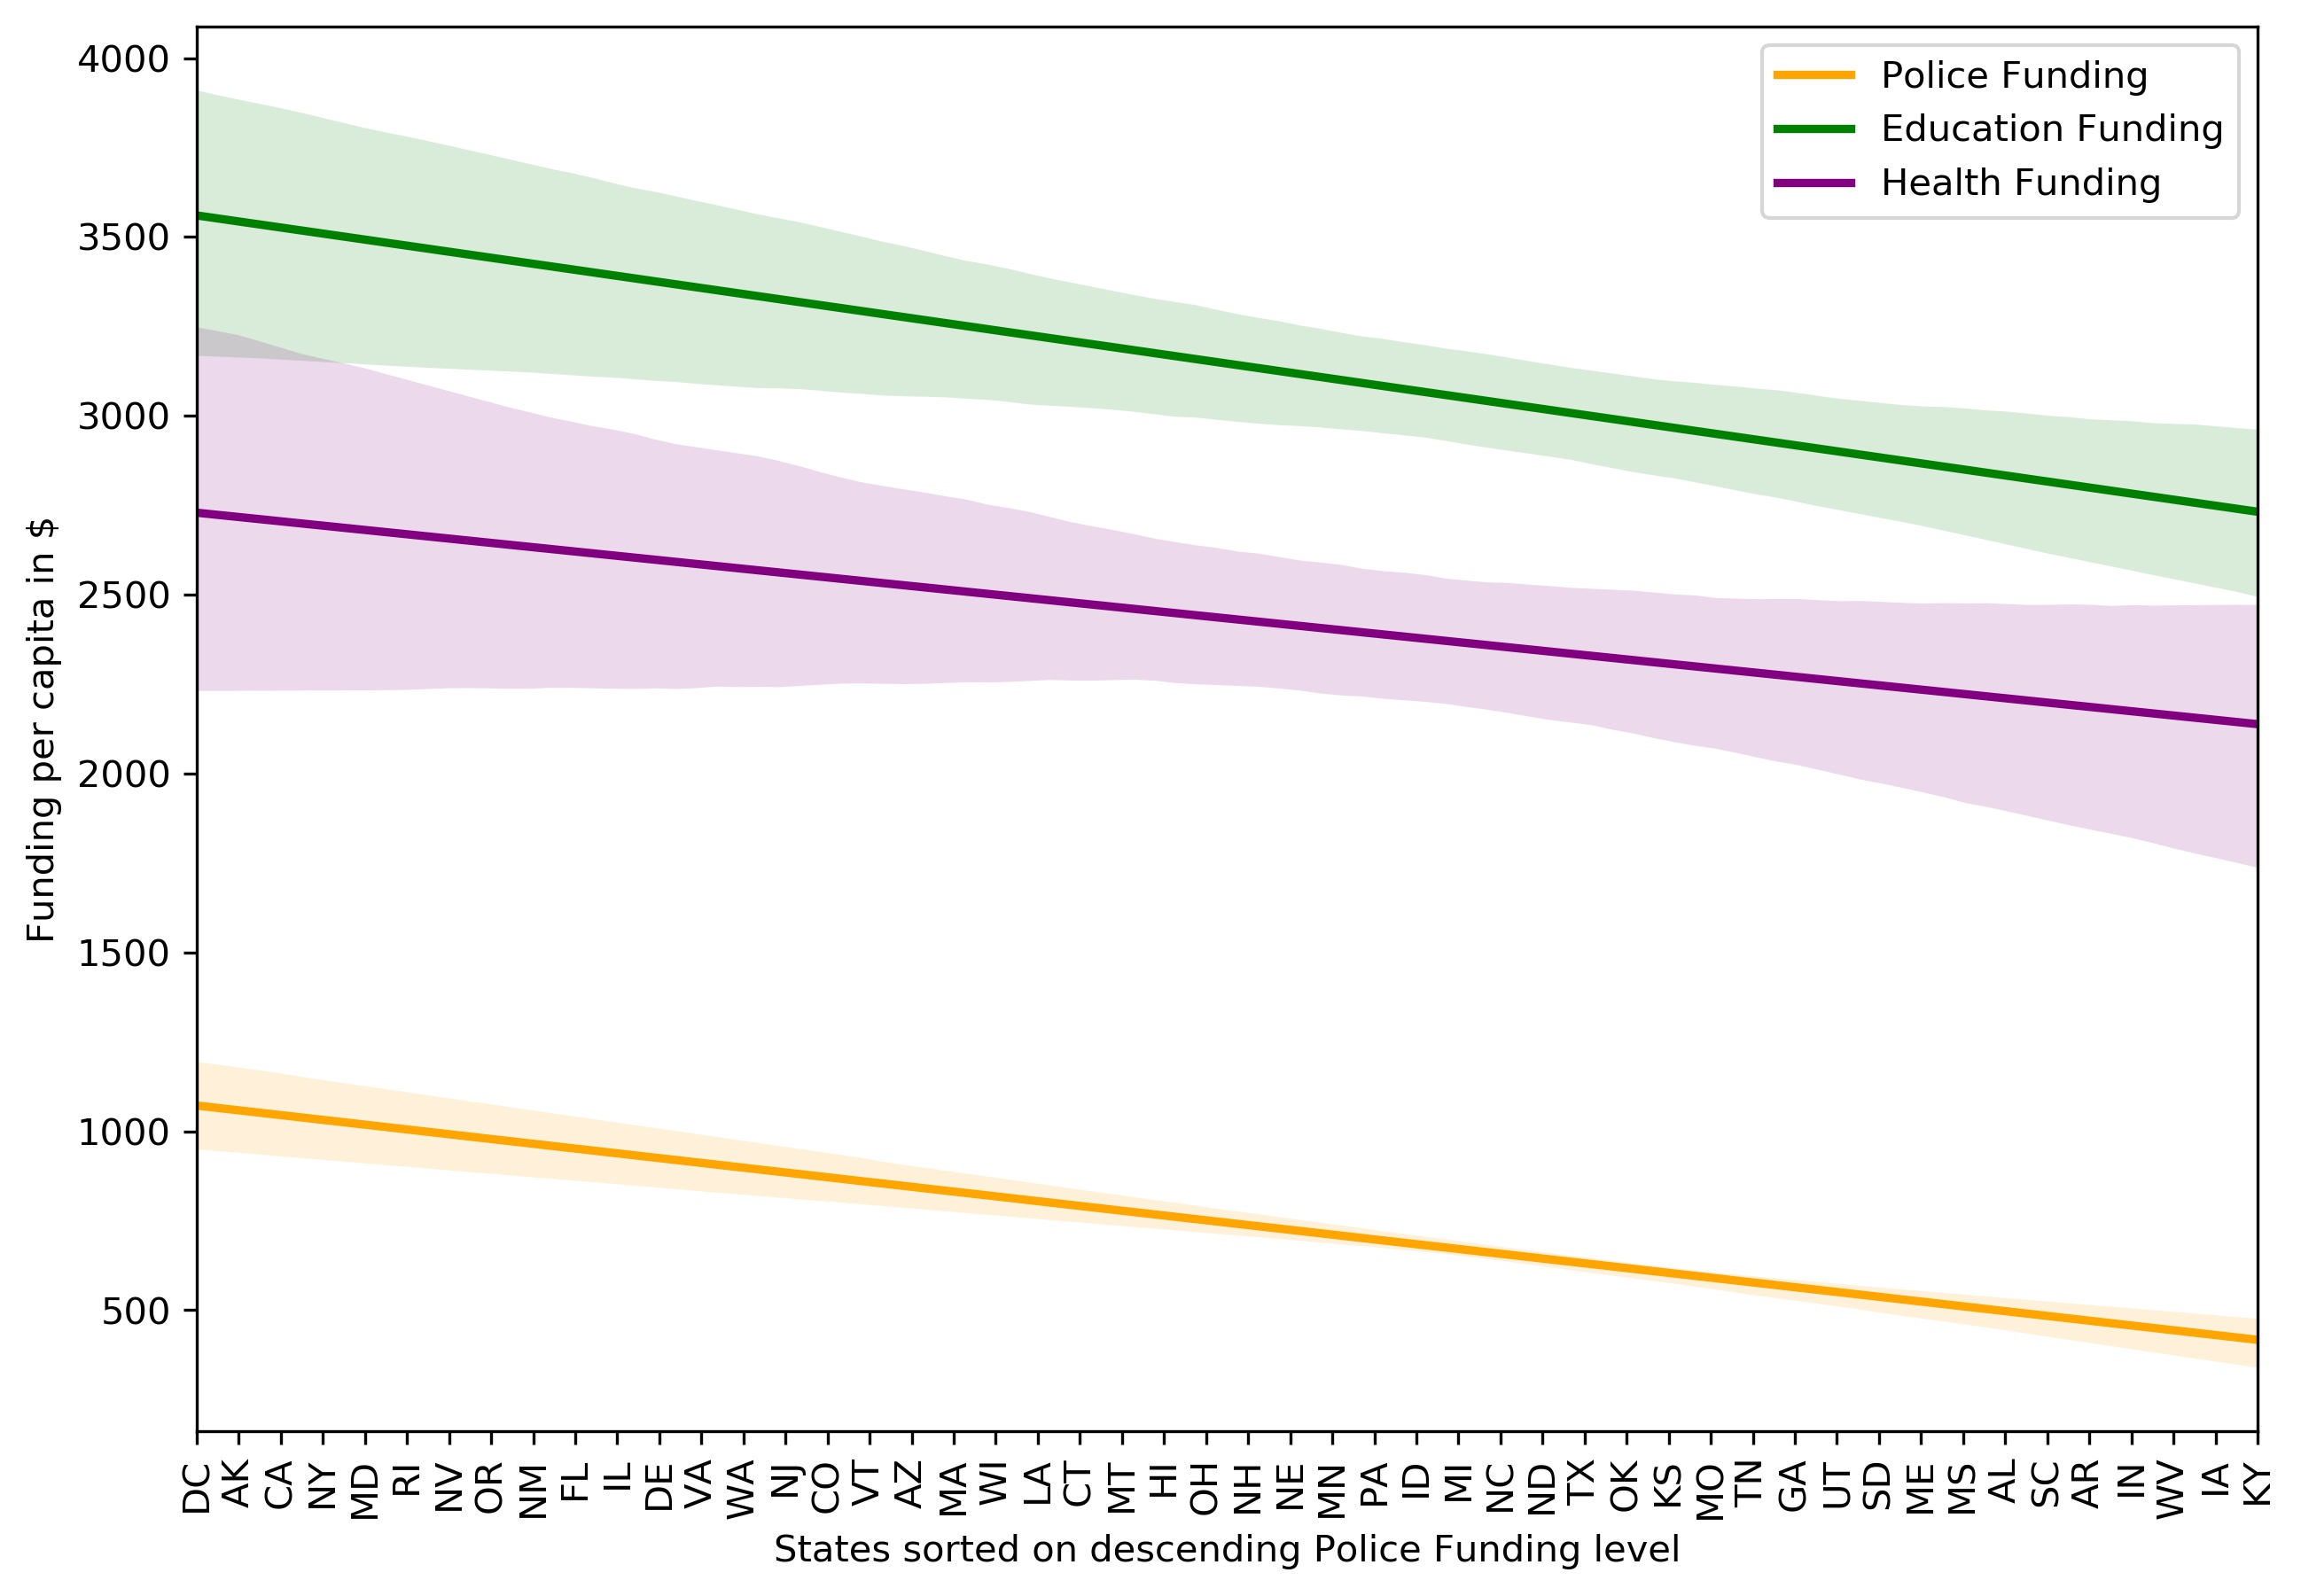 4000
3500
3000
2500
2000
1500
1000
500
Funding per capita in $
Police Funding
Education Funding
Health Funding
DC AK CA NY MD RI NV OR NM FL IL DE VA WA NJ CO VT AZ MA WI LA CT MT HI OH NH NE MN PA ID MI NC ND TX OK KS MO TN GA UT SD ME MS AL SC AR IN WV IA KY
States sorted on descending Police Funding level